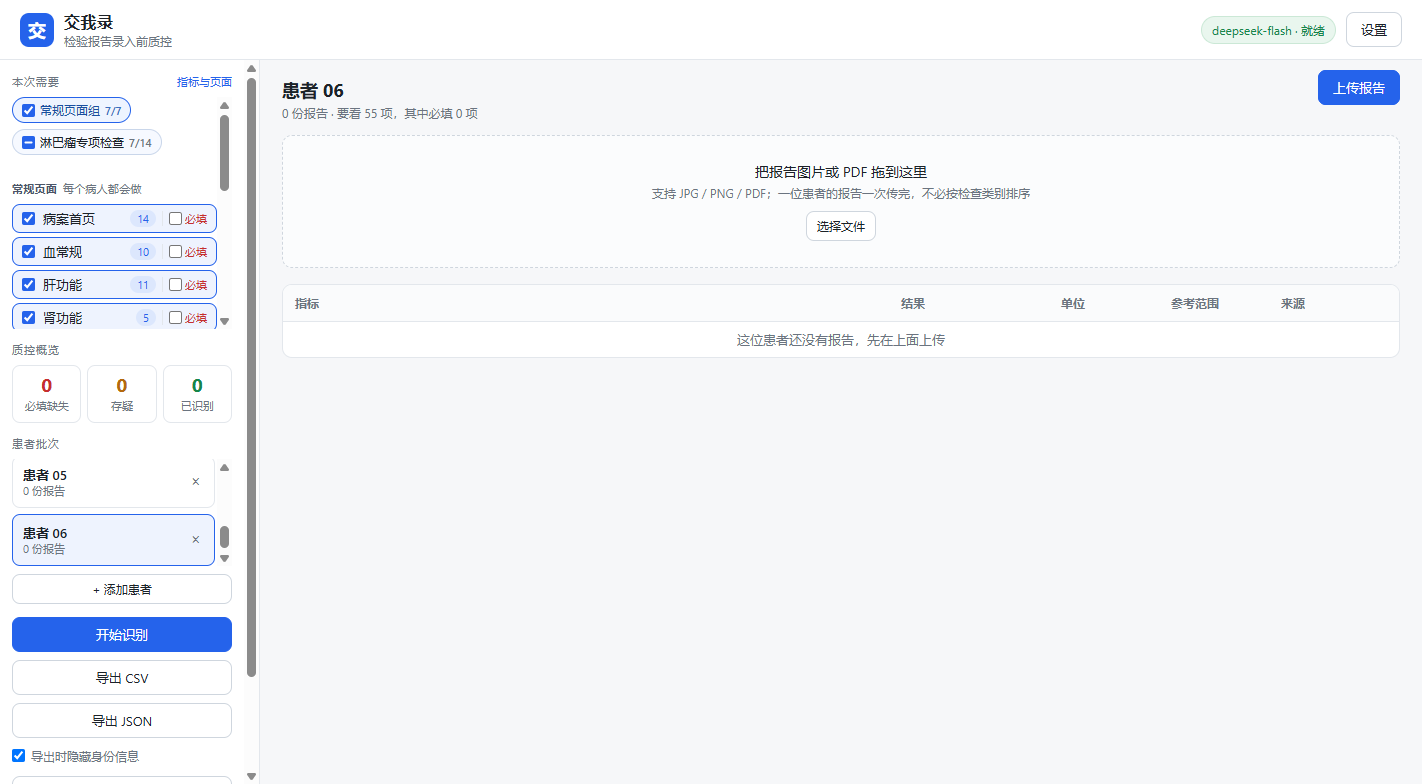 交
交我录
检验报告录入前质控
deepseek-flash · 就绪
设置
本次需要
指标与页面
常规页面组 7/7
淋巴瘤专项检查 7/14
常规页面 每个病人都会做
病案首页 14 必填
血常规 10 必填
肝功能 11 必填
肾功能 5 必填
质控概览
0 0 0
必填缺失 存疑 已识别
患者批次
患者 05
0 份报告
×
患者 06
0 份报告
×
+ 添加患者
开始识别
导出 CSV
导出 JSON
导出时隐藏身份信息
患者 06
0 份报告 · 要看 55 项，其中必填 0 项
上传报告
把报告图片或 PDF 拖到这里
支持 JPG / PNG / PDF；一位患者的报告一次传完，不必按检查类别排序
选择文件
指标 结果 单位 参考范围 来源
这位患者还没有报告，先在上面上传